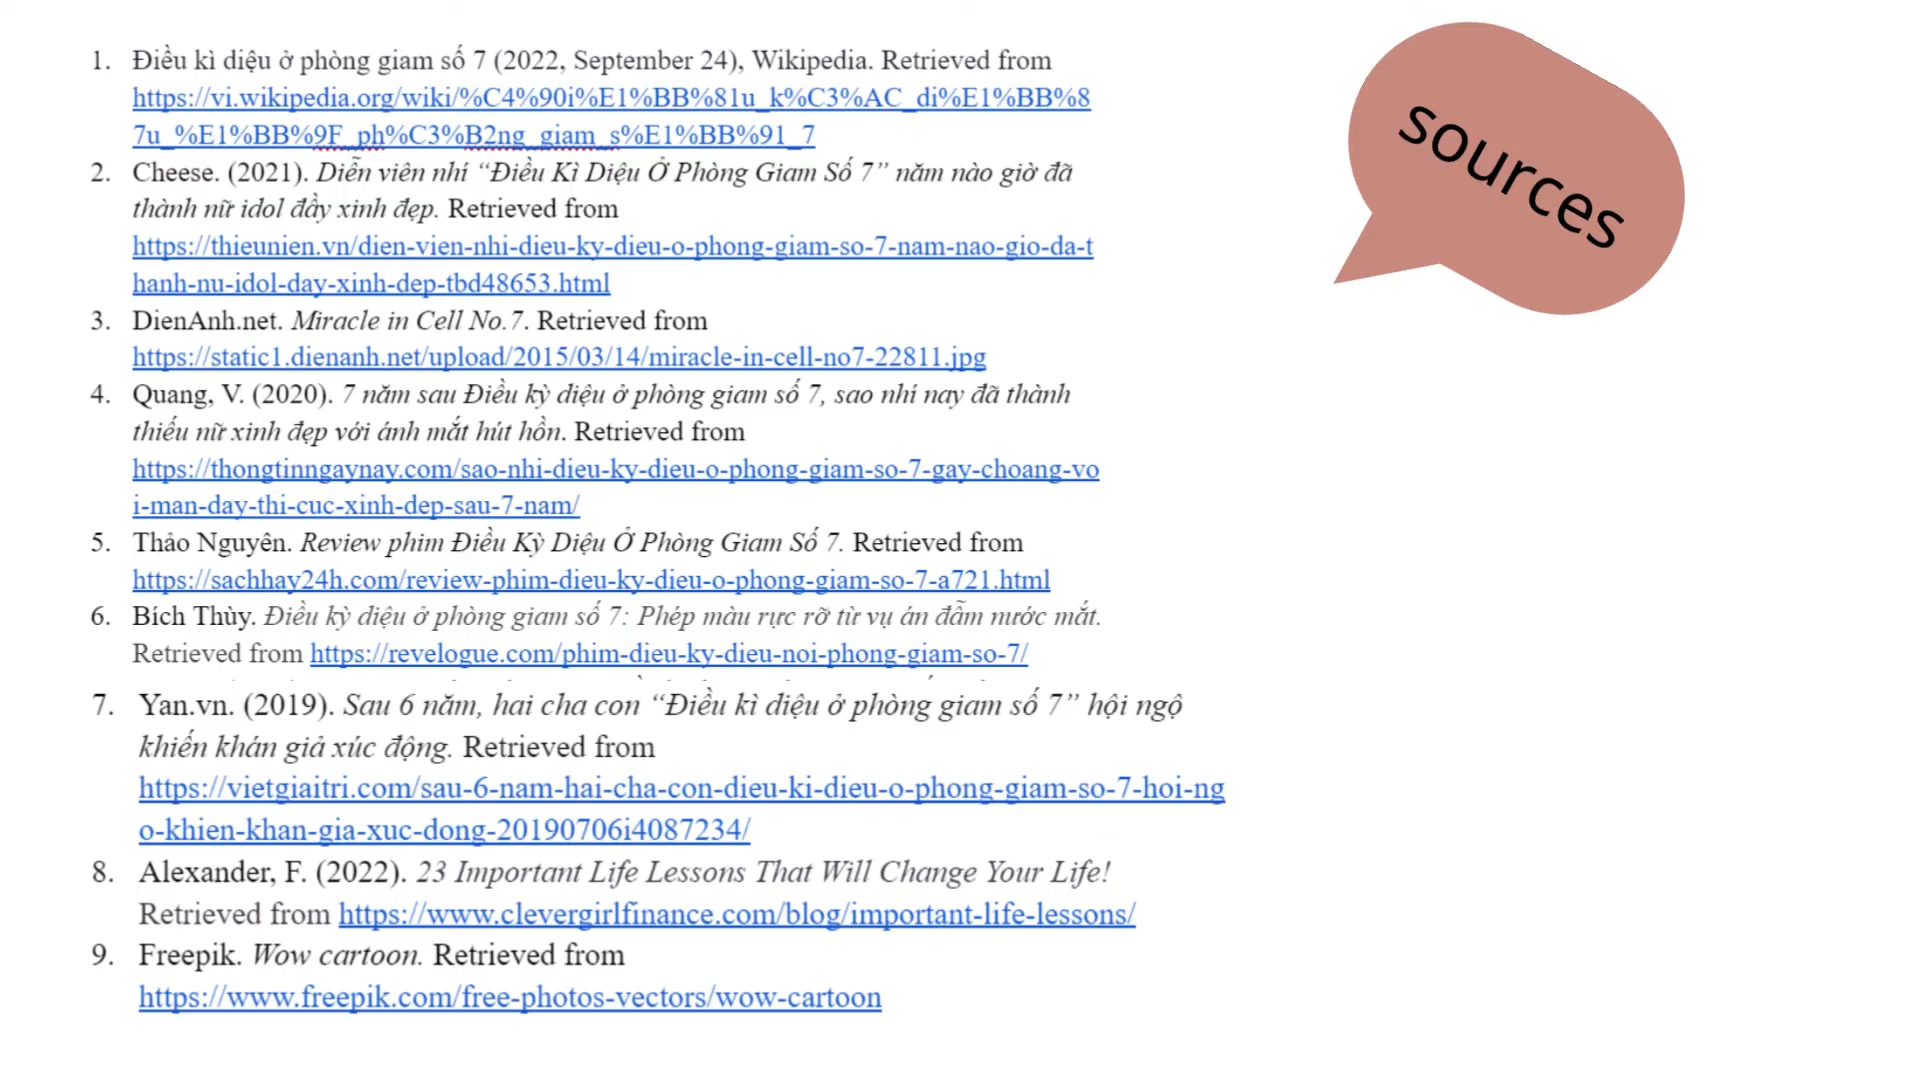 1. Điều kì diệu ở phòng giam số 7 (2022, September 24), Wikipedia. Retrieved from
https://vi.wikipedia.org/wiki/%C4%90i%E1%BB%81u_k%C3%AC_di%E1%BB%8
7u_%E1%BB%9F_ph%C3%B2ng_giam_s%E1%BB%91_7
2. Cheese. (2021). Diễn viên nhí “Điều Kì Diệu Ở Phòng Giam Số 7” năm nào giờ đã
thành nữ idol đầy xinh đẹp. Retrieved from
https://thieunien.vn/dien-vien-nhi-dieu-ky-dieu-o-phong-giam-so-7-nam-nao-gio-da-t
hanh-nu-idol-day-xinh-dep-tbd48653.html
3. DienAnh.net. Miracle in Cell No.7. Retrieved from
https://static1.dienanh.net/upload/2015/03/14/miracle-in-cell-no7-22811.jpg
4. Quang, V. (2020). 7 năm sau Điều kỳ diệu ở phòng giam số 7, sao nhí nay đã thành
thiếu nữ xinh đẹp với ánh mắt hút hồn. Retrieved from
https://thongtinngaynay.com/sao-nhi-dieu-ky-dieu-o-phong-giam-so-7-gay-choang-vo
i-man-day-thi-cuc-xinh-dep-sau-7-nam/
5. Thảo Nguyên. Review phim Điều Kỳ Diệu Ở Phòng Giam Số 7. Retrieved from
https://sachhay24h.com/review-phim-dieu-ky-dieu-o-phong-giam-so-7-a721.html
6. Bích Thùy. Điều kỳ diệu ở phòng giam số 7: Phép màu rực rỡ từ vụ án đẫm nước mắt.
Retrieved from https://revelogue.com/phim-dieu-ky-dieu-noi-phong-giam-so-7/
7. Yan.vn. (2019). Sau 6 năm, hai cha con “Điều kì diệu ở phòng giam số 7” hội ngộ
khiến khán giả xúc động. Retrieved from
https://vietgiaitri.com/sau-6-nam-hai-cha-con-dieu-ki-dieu-o-phong-giam-so-7-hoi-ng
o-khien-khan-gia-xuc-dong-20190706i4087234/
8. Alexander, F. (2022). 23 Important Life Lessons That Will Change Your Life!
Retrieved from https://www.clevergirlfinance.com/blog/important-life-lessons/
9. Freepik. Wow cartoon. Retrieved from
https://www.freepik.com/free-photos-vectors/wow-cartoon
sources